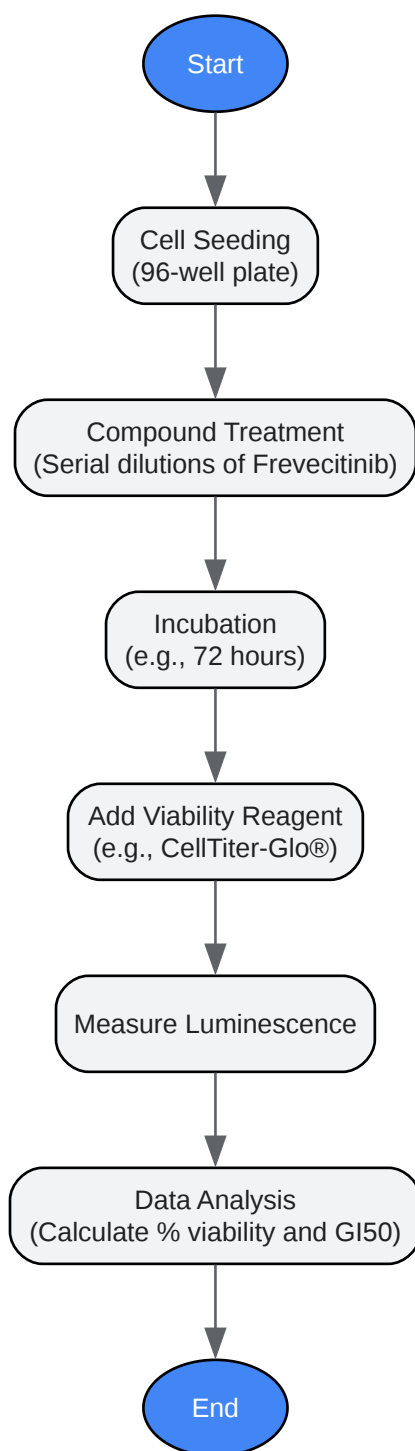 Start
Cell Seeding
(96-well plate)
Compound Treatment
(Serial dilutions of Frevecitinib)
Incubation
(e.g., 72 hours)
Add Viability Reagent
(e.g., CellTiter-Glo®)
Measure Luminescence
Data Analysis
(Calculate % viability and GI50)
End